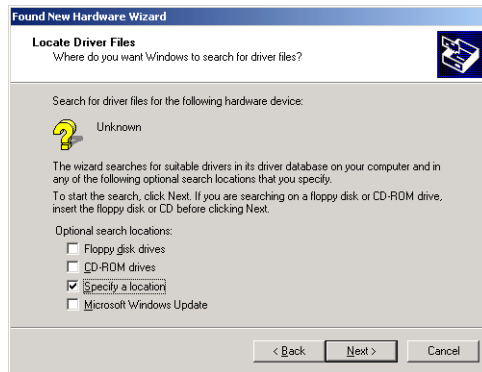 Found New Hardware Wizard
Locate Driver Files
Where do you want Windows to search for driver files?
Search for driver files for the following hardware device:
Unknown
The wizard searches for suitable drivers in its driver database on your computer and in
any of the following optional search locations that you specify.
To start the search, click Next. If you are searching on a floppy disk or CD-ROM drive,
insert the floppy disk or CD before clicking Next.
Optional search locations:
Floppy disk drives
CD-ROM drives
Specify a location
Microsoft Windows Update
< Back Next > Cancel